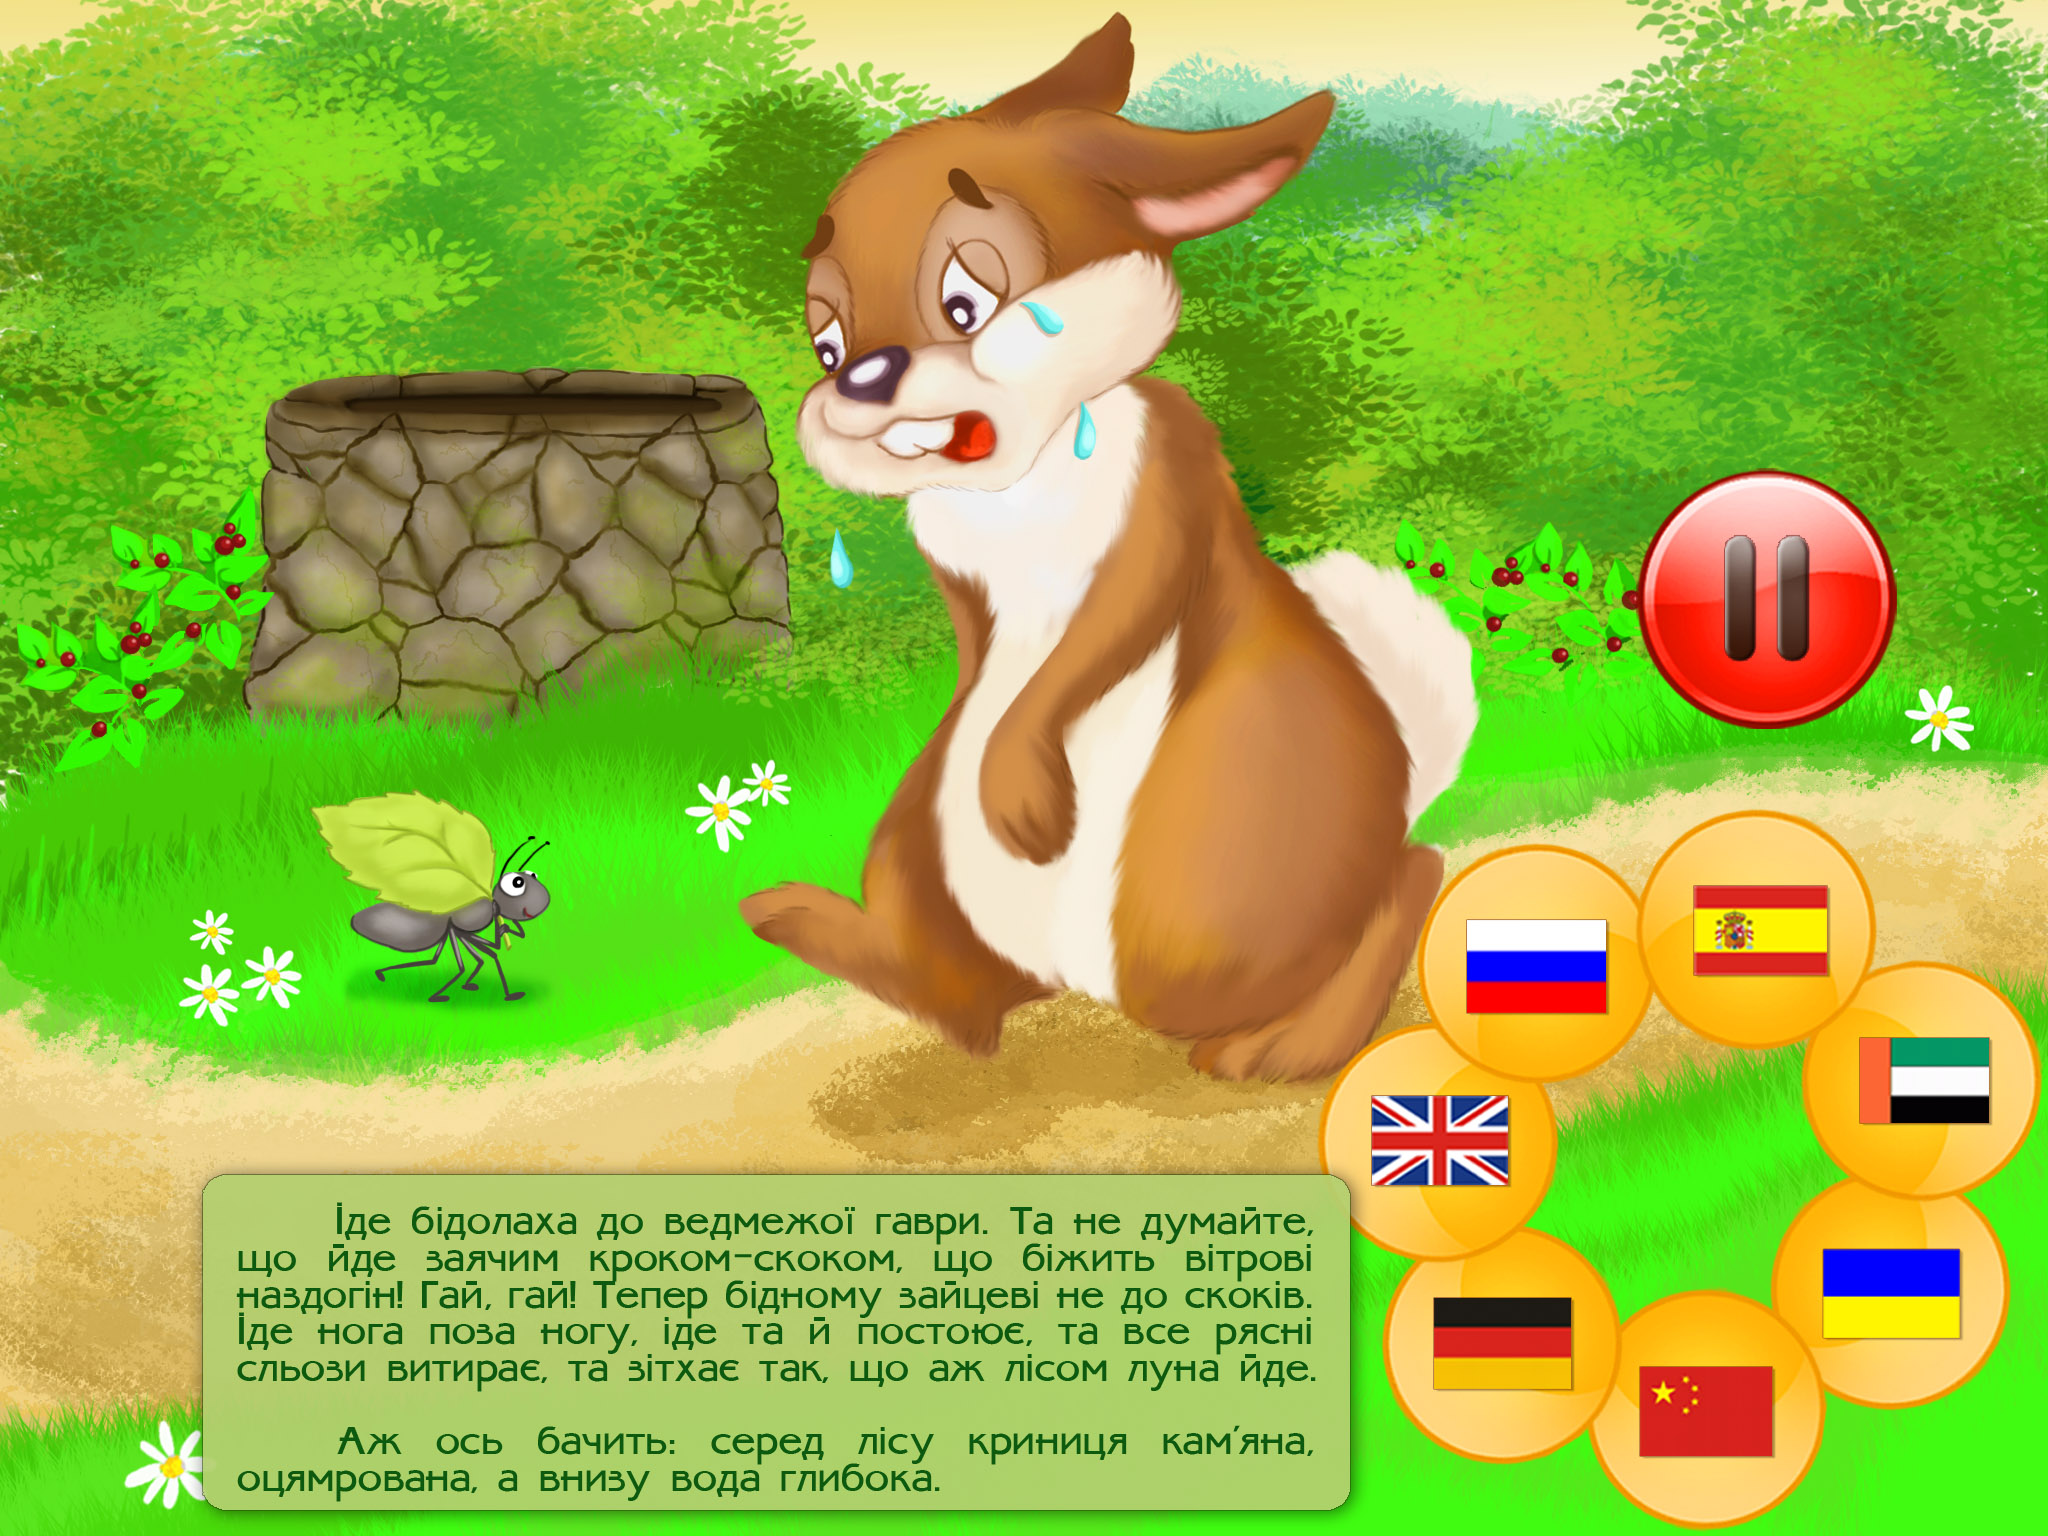 Іде бідолаха до ведмежої гаври. Та не думайте,
що йде заячим кроком-скоком, що біжить вітрові
наздогін! Гай, гай! Тепер бідному зайцеві не до скоків.
Іде нога поза ногу, іде та й постоює, та все рясні
сльози витирає, та зітхає так, що аж лісом луна йде.
Аж ось бачить: серед лісу криниця кам'яна,
оцямрована, а внизу вода глибока.